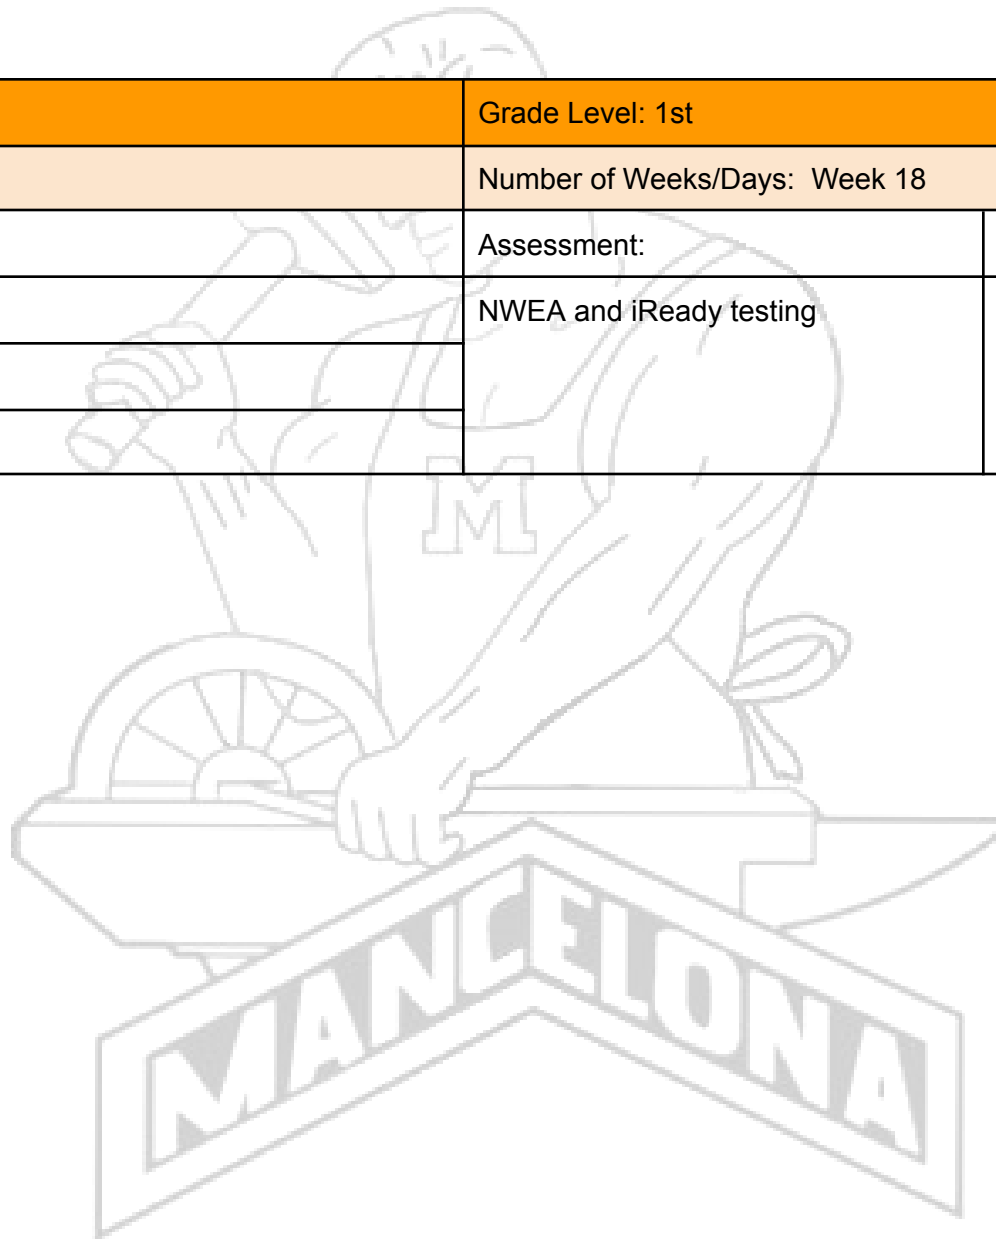 Grade Level: 1st
Number of Weeks/Days: Week 18
Assessment:
NWEA and iReady testing
M
MANCELONA